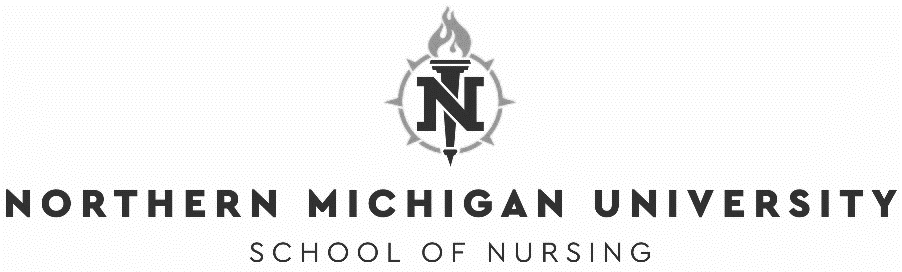 N
NORTHERN MICHIGAN UNIVERSITY
SCHOOL OF NURSING